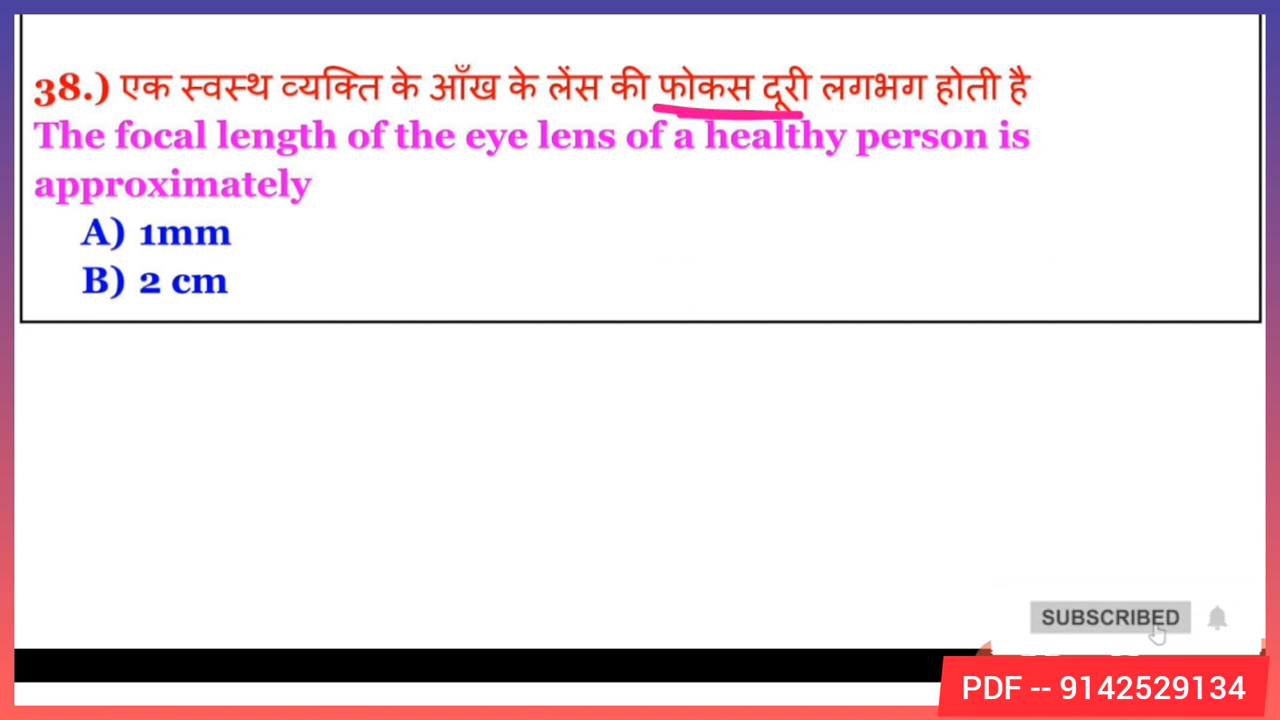 38.) एक स्वस्थ व्यक्ति के आँख के लेंस की फोकस दूरी लगभग होती है
The focal length of the eye lens of a healthy person is
approximately
A) 1mm
B) 2 cm
SUBSCRIBED
PDF -- 9142529134